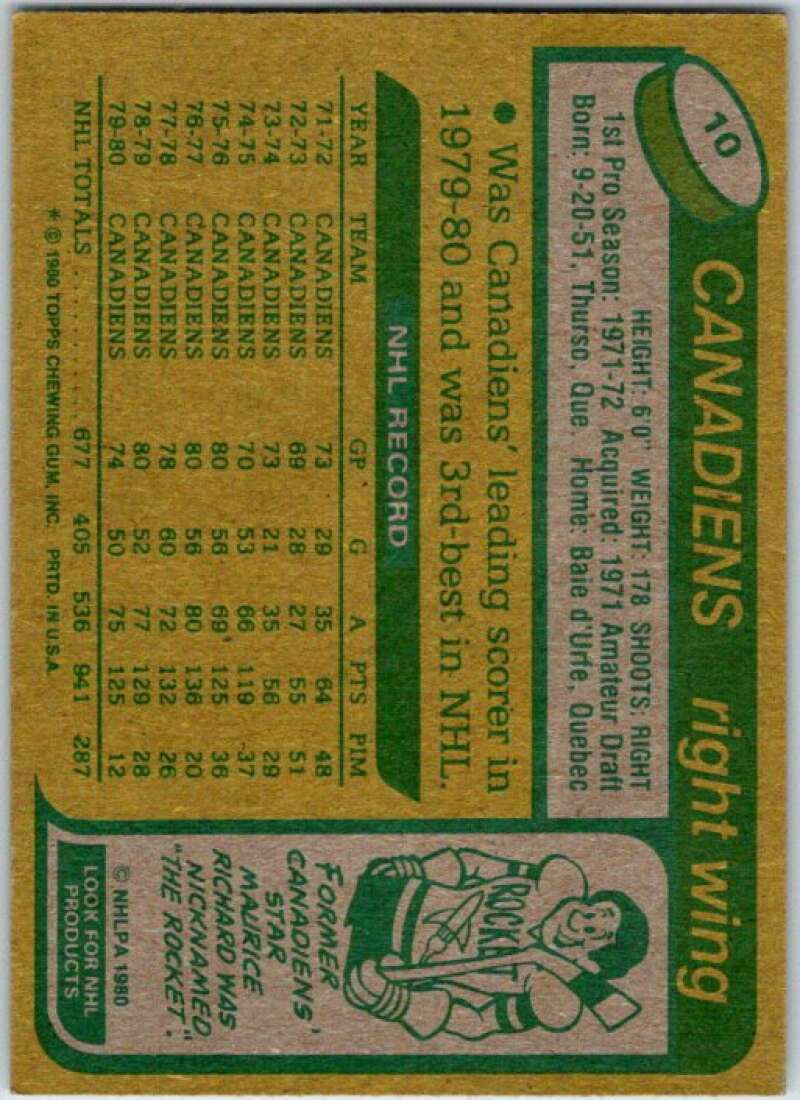 10
CANADIENS right wing
HEIGHT: 6'0" WEIGHT: 178 SHOOTS: RIGHT
1st Pro Season: 1971-72 Acquired: 1971 Amateur Draft
Born: 9-20-51, Thurso, Que. Home: Baie d'Urfe, Quebec
• Was Canadiens' leading scorer in
1979-80 and was 3rd-best in NHL.
NHL RECORD
YEAR TEAM GP G A PTS PIM
71-72 CANADIENS 73 29 35 64 48
72-73 CANADIENS 69 28 27 55 51
73-74 CANADIENS 73 21 35 56 29
74-75 CANADIENS 70 53 66 119 37
75-76 CANADIENS 80 56 69 125 36
76-77 CANADIENS 80 56 80 136 20
77-78 CANADIENS 78 60 72 132 26
78-79 CANADIENS 80 52 77 129 28
79-80 CANADIENS 74 50 75 125 12
NHL TOTALS .......... 677 405 536 941 287
* © 1980 TOPPS CHEWING GUM, INC. PRTD. IN U.S.A.
ROCKET
FORMER
CANADIENS'
STAR
MAURICE
RICHARD WAS
NICKNAMED
"THE ROCKET".
© NHLPA 1980
LOOK FOR NHL
PRODUCTS